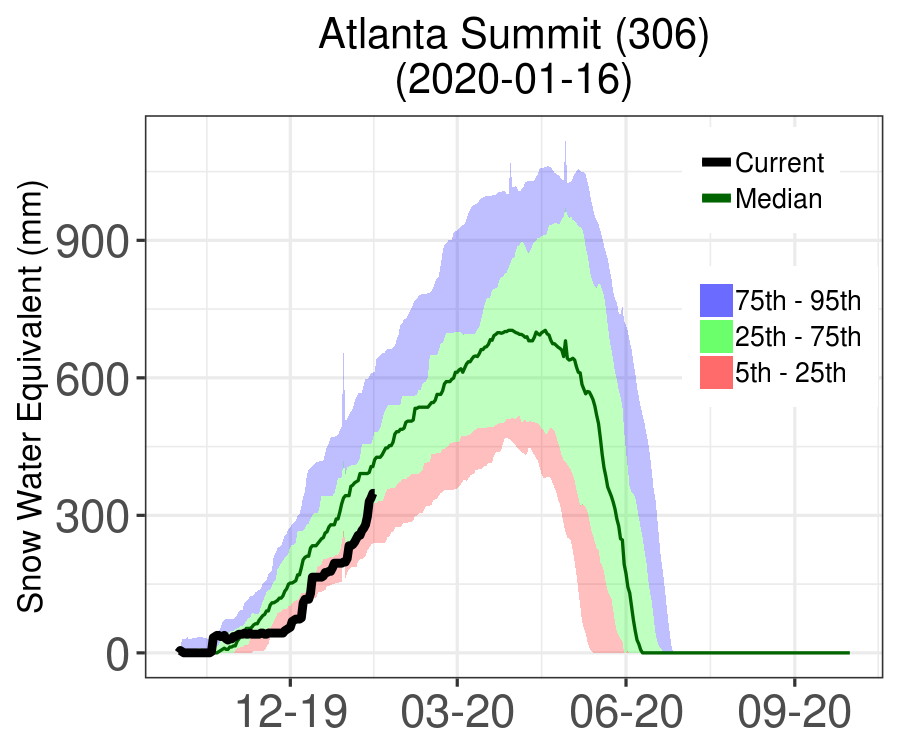 Atlanta Summit (306)
(2020-01-16)
Snow Water Equivalent (mm)
900
600
300
0
12-19
03-20
06-20
09-20
Current
Median
75th - 95th
25th - 75th
5th - 25th